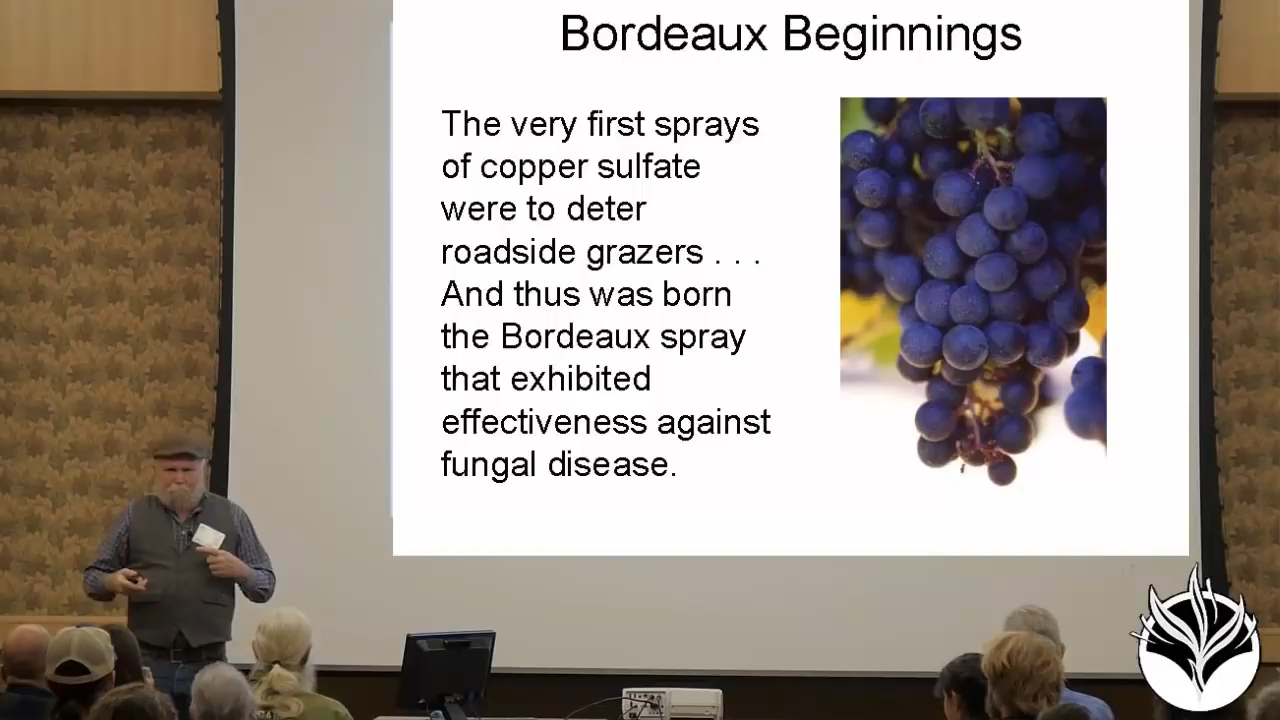 Bordeaux Beginnings
The very first sprays
of copper sulfate
were to deter
roadside grazers . . .
And thus was born
the Bordeaux spray
that exhibited
effectiveness against
fungal disease.